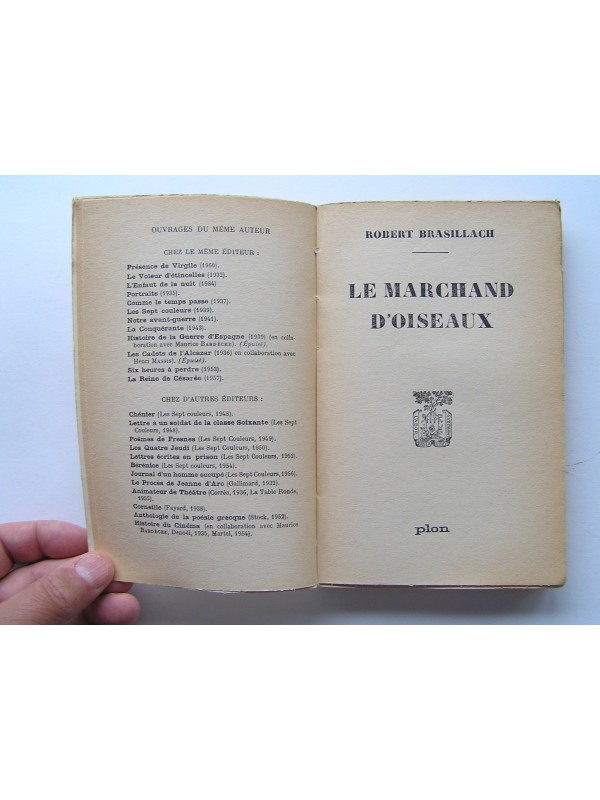 OUVRAGES DU MÊME AUTEUR
CHEZ LE MÊME ÉDITEUR :
Présence de Virgile (1960).
Le Voleur d'étincelles (1932).
L'Enfant de la nuit (1934)
Portraits (1935).
Comme le temps passe (1937).
Les Sept couleurs (1939).
Notre avant-guerre (1941).
La Conquérante (1943).
Histoire de la Guerre d'Espagne (1939) (en colla-
boration avec Maurice BARDÈCHE). (Épuisé).
Les Cadets de l'Alcazar (1936) en collaboration avec
Henri MASSIS). (Épuisé).
Six heures à perdre (1953).
La Reine de Césarée (1957).
CHEZ D'AUTRES ÉDITEURS :
Chénier (Les Sept couleurs, 1948).
Lettre à un soldat de la classe Soixante (Les Sept
Couleurs, 1946).
Poèmes de Fresnes (Les Sept Couleurs, 1949).
Les Quatre Jeudi (Les Sept Couleurs,
Lettres écrites en prison (Les Sept Couleurs, 1952).
Bérénice (Les Sept couleurs, 1954).
Journal d'un homme occupé (Les Sept Couleurs,
Le Procès de Jeanne d'Arc (Gallimard,
Animateur de Théâtre (Corrêa, 1936, La Table Ronde,
Corneille (Fayard, 1938).
Anthologie de la poésie grecque (Stock,
Histoire du Cinéma (en collaboration avec Maurice
BARDÈCHE, Denoël, 1935, Martel, 1954).
ROBERT BRASILLACH
LE MARCHAND
D'OISEAUX
plon